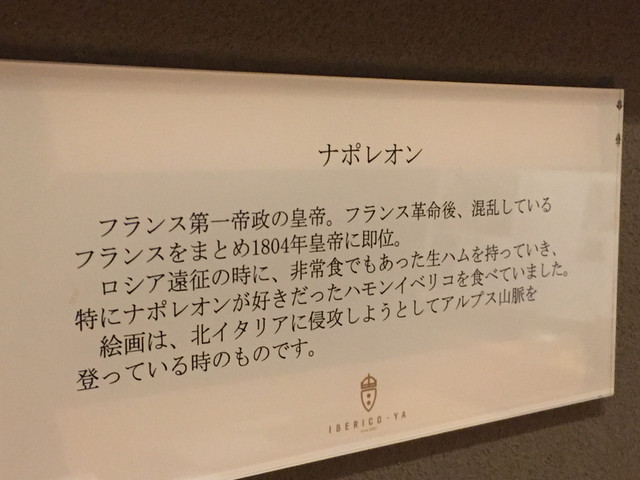 ナポレオン
フランス第一帝政の皇帝。フランス革命後、混乱している
フランスをまとめ1804年皇帝に即位。
ロシア遠征の時に、非常食でもあった生ハムを持っていき、
特にナポレオンが好きだったハモンイベリコを食べていました。
絵画は、北イタリアに侵攻しようとしてアルプス山脈を
登っている時のものです。
IBERICO-YA